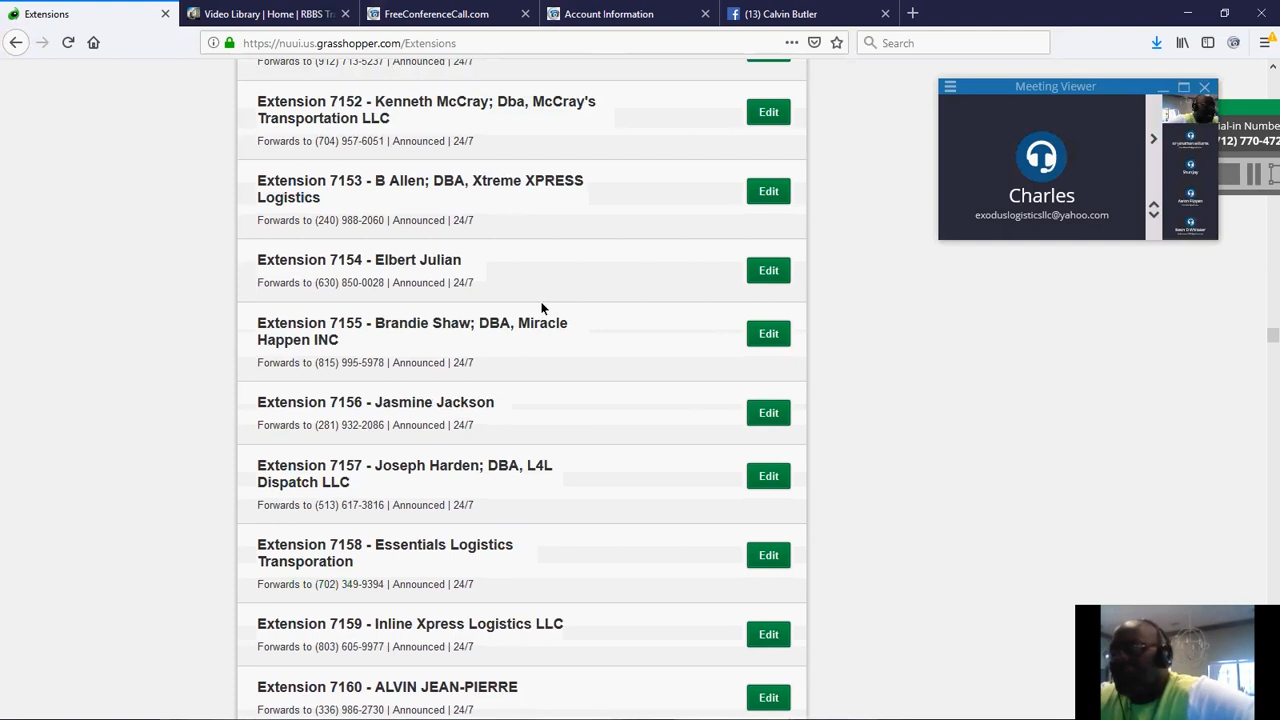 Extensions
Video Library | Home | RBBS Tr
FreeConferenceCall.com
Account Information
(13) Calvin Butler
https://nuui.us.grasshopper.com/Extensions
Search
Forwards to (912) 713-5237 | Announced | 24/7
Extension 7152 - Kenneth McCray; Dba, McCray's
Transportation LLC
Forwards to (704) 957-6051 | Announced | 24/7
Edit
Extension 7153 - B Allen; DBA, Xtreme XPRESS
Logistics
Forwards to (240) 988-2060 | Announced | 24/7
Edit
Extension 7154 - Elbert Julian
Forwards to (630) 850-0028 | Announced | 24/7
Edit
Extension 7155 - Brandie Shaw; DBA, Miracle
Happen INC
Forwards to (815) 995-5978 | Announced | 24/7
Edit
Extension 7156 - Jasmine Jackson
Forwards to (281) 932-2086 | Announced | 24/7
Edit
Extension 7157 - Joseph Harden; DBA, L4L
Dispatch LLC
Forwards to (513) 617-3816 | Announced | 24/7
Edit
Extension 7158 - Essentials Logistics
Transporation
Forwards to (702) 349-9394 | Announced | 24/7
Edit
Extension 7159 - Inline Xpress Logistics LLC
Forwards to (803) 605-9977 | Announced | 24/7
Edit
Extension 7160 - ALVIN JEAN-PIERRE
Forwards to (336) 986-2730 | Announced | 24/7
Edit
Meeting Viewer
Charles
exoduslogisticsllc@yahoo.com
ial-in Numbe
712) 770-472